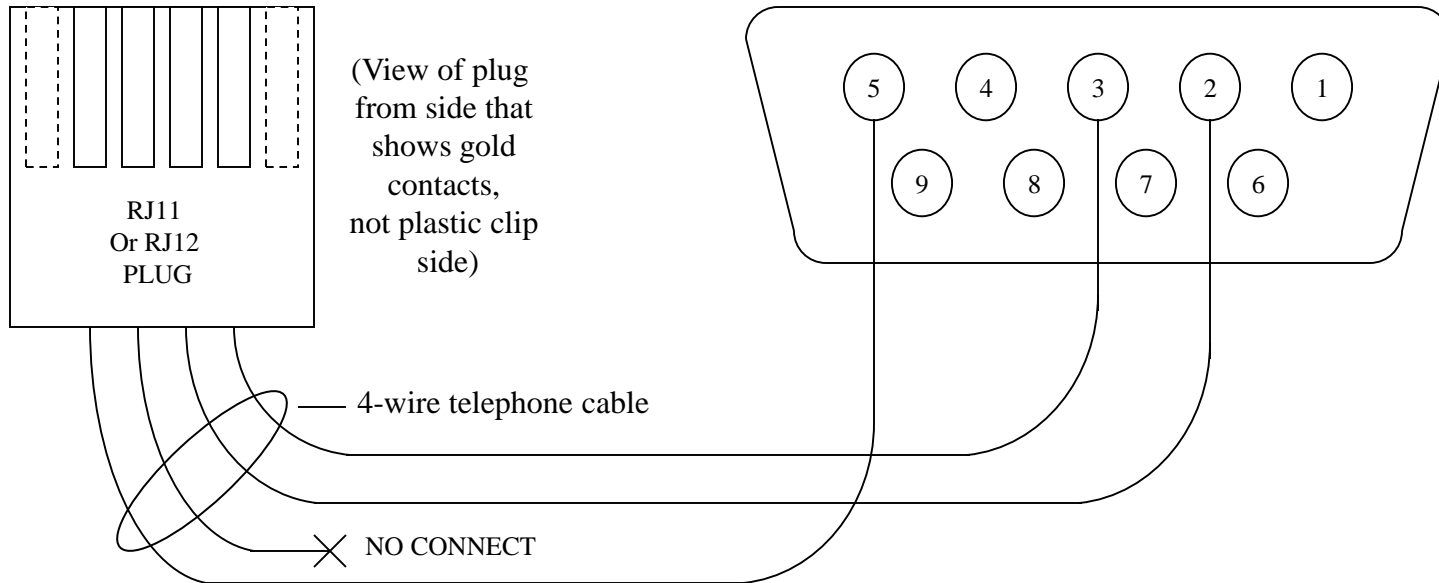 (View of plug
from side that
shows gold
contacts,
not plastic clip
side)
RJ11
Or RJ12
PLUG
5 4 3 2 1
9 8 7 6
4-wire telephone cable
NO CONNECT